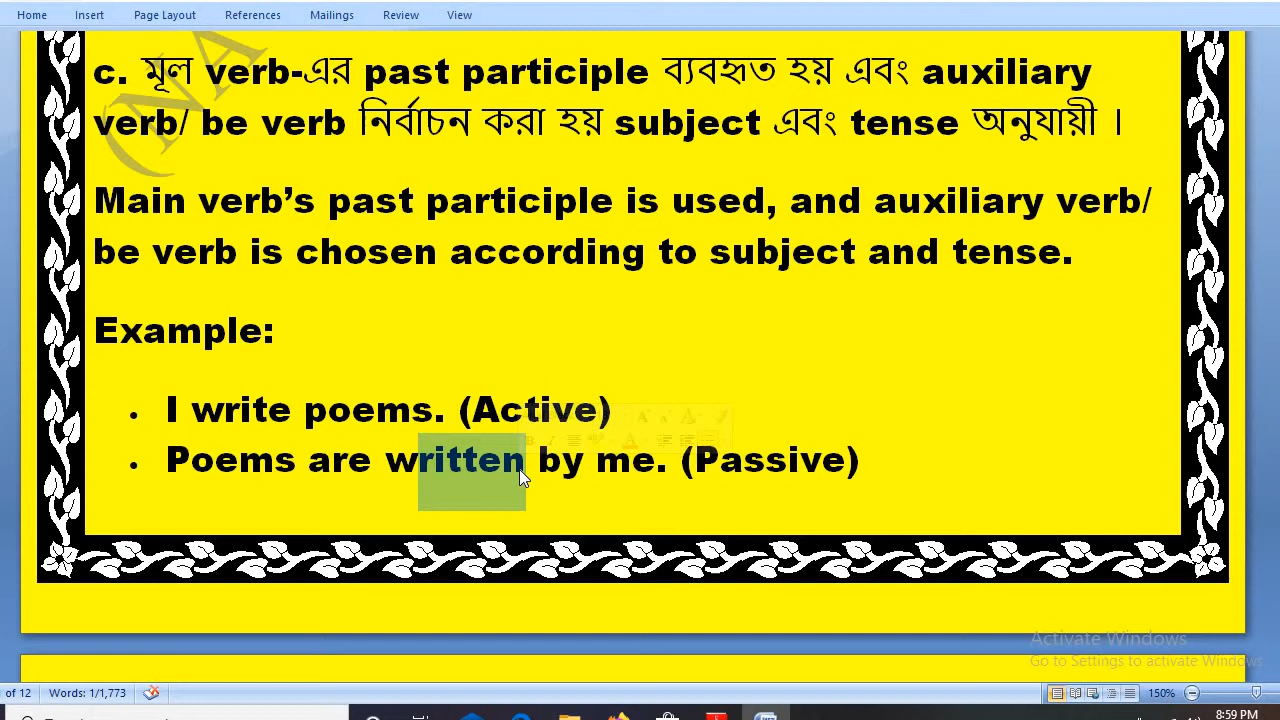 Home Insert Page Layout References Mailings Review View
(NA
c. মূল verb-এর past participle ব্যবহৃত হয় এবং auxiliary
verb/ be verb নির্বাচন করা হয় subject এবং tense অনুযায়ী ।
Main verb’s past participle is used, and auxiliary verb/
be verb is chosen according to subject and tense.
Example:
• I write poems. (Active)
• Poems are written by me. (Passive)
Activate Windows
Go to Settings to activate Windows.
of 12 Words: 1/1,773 150%
8:59 PM